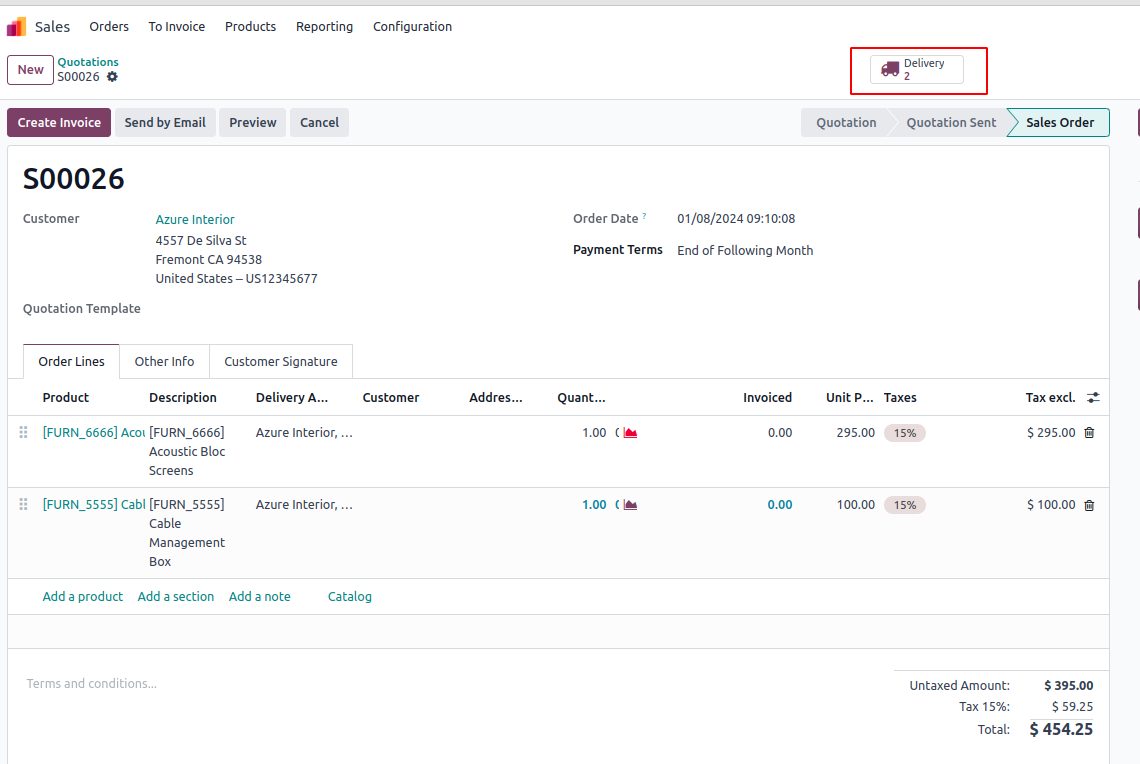 Sales Orders To Invoice Products Reporting Configuration
New
Quotations
S00026
Delivery
2
Create Invoice Send by Email Preview Cancel
Quotation Quotation Sent Sales Order
S00026
Customer
Azure Interior
4557 De Silva St
Fremont CA 94538
United States – US12345677
Order Date ? 01/08/2024 09:10:08
Payment Terms End of Following Month
Quotation Template
Order Lines Other Info Customer Signature
Product Description Delivery A... Customer Addres... Quant... Invoiced Unit P... Taxes Tax excl.
[FURN_6666] Acou [FURN_6666] Azure Interior, ... 1.00 0.00 295.00 15% $ 295.00
Acoustic Bloc
Screens
[FURN_5555] Cabl [FURN_5555] Azure Interior, ... 1.00 0.00 100.00 15% $ 100.00
Cable
Management
Box
Add a product Add a section Add a note Catalog
Terms and conditions...
Untaxed Amount: $ 395.00
Tax 15%: $ 59.25
Total: $ 454.25